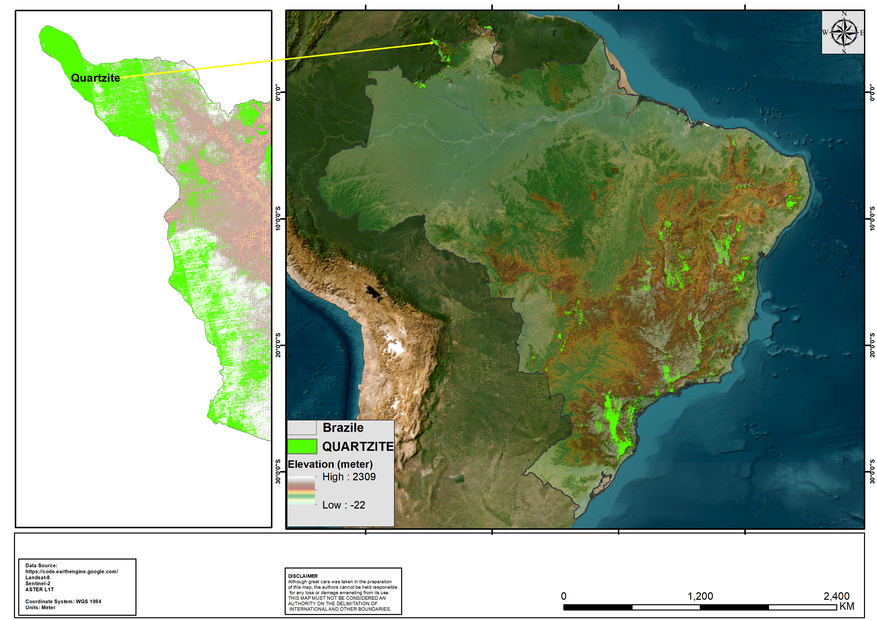 Quartzite
N
W
E
S
0°0'0"
10°0'0"S
20°0'0"S
30°0'0"S
0°0'0"
10°0'0"S
20°0'0"S
30°0'0"S
Brazile
QUARTZITE
Elevation (meter)
High : 2309
Low : -22
Data Source:
https://code.earthengine.google.com/
Landsat-8
Sentinel-2
ASTER L1T
Coordinate System: WGS 1984
Units: Meter
DISCLAIMER
Although great care was taken in the preparation
of this map, the authors cannot be held responsible
for any loss or damage emenating from its use.
THIS MAP MUST NOT BE CONSIDERED AN
AUTHORITY ON THE DELIMITATION OF
INTERNATIONAL AND OTHER BOUNDARIES.
0 1,200 2,400
KM